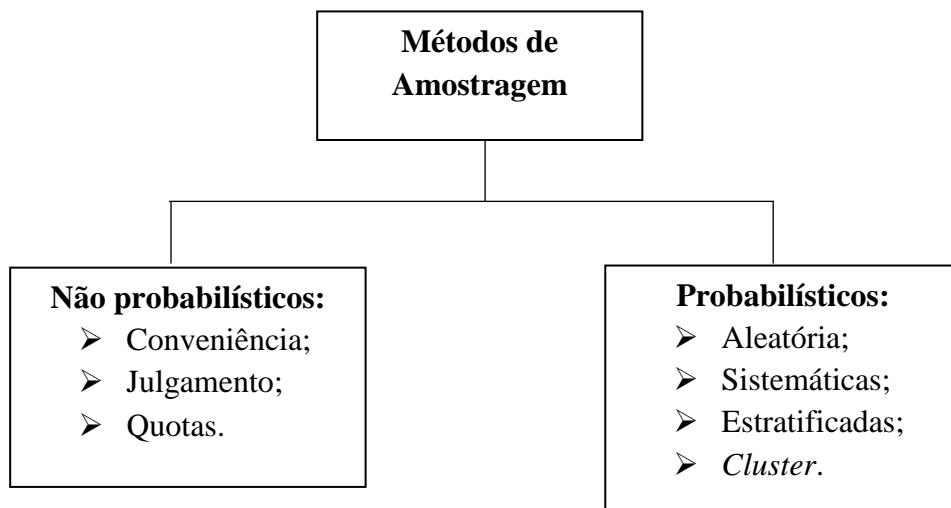 Métodos de
Amostragem
Não probabilísticos:
➢ Conveniência;
➢ Julgamento;
➢ Quotas.
Probabilísticos:
➢ Aleatória;
➢ Sistemáticas;
➢ Estratificadas;
➢ Cluster.